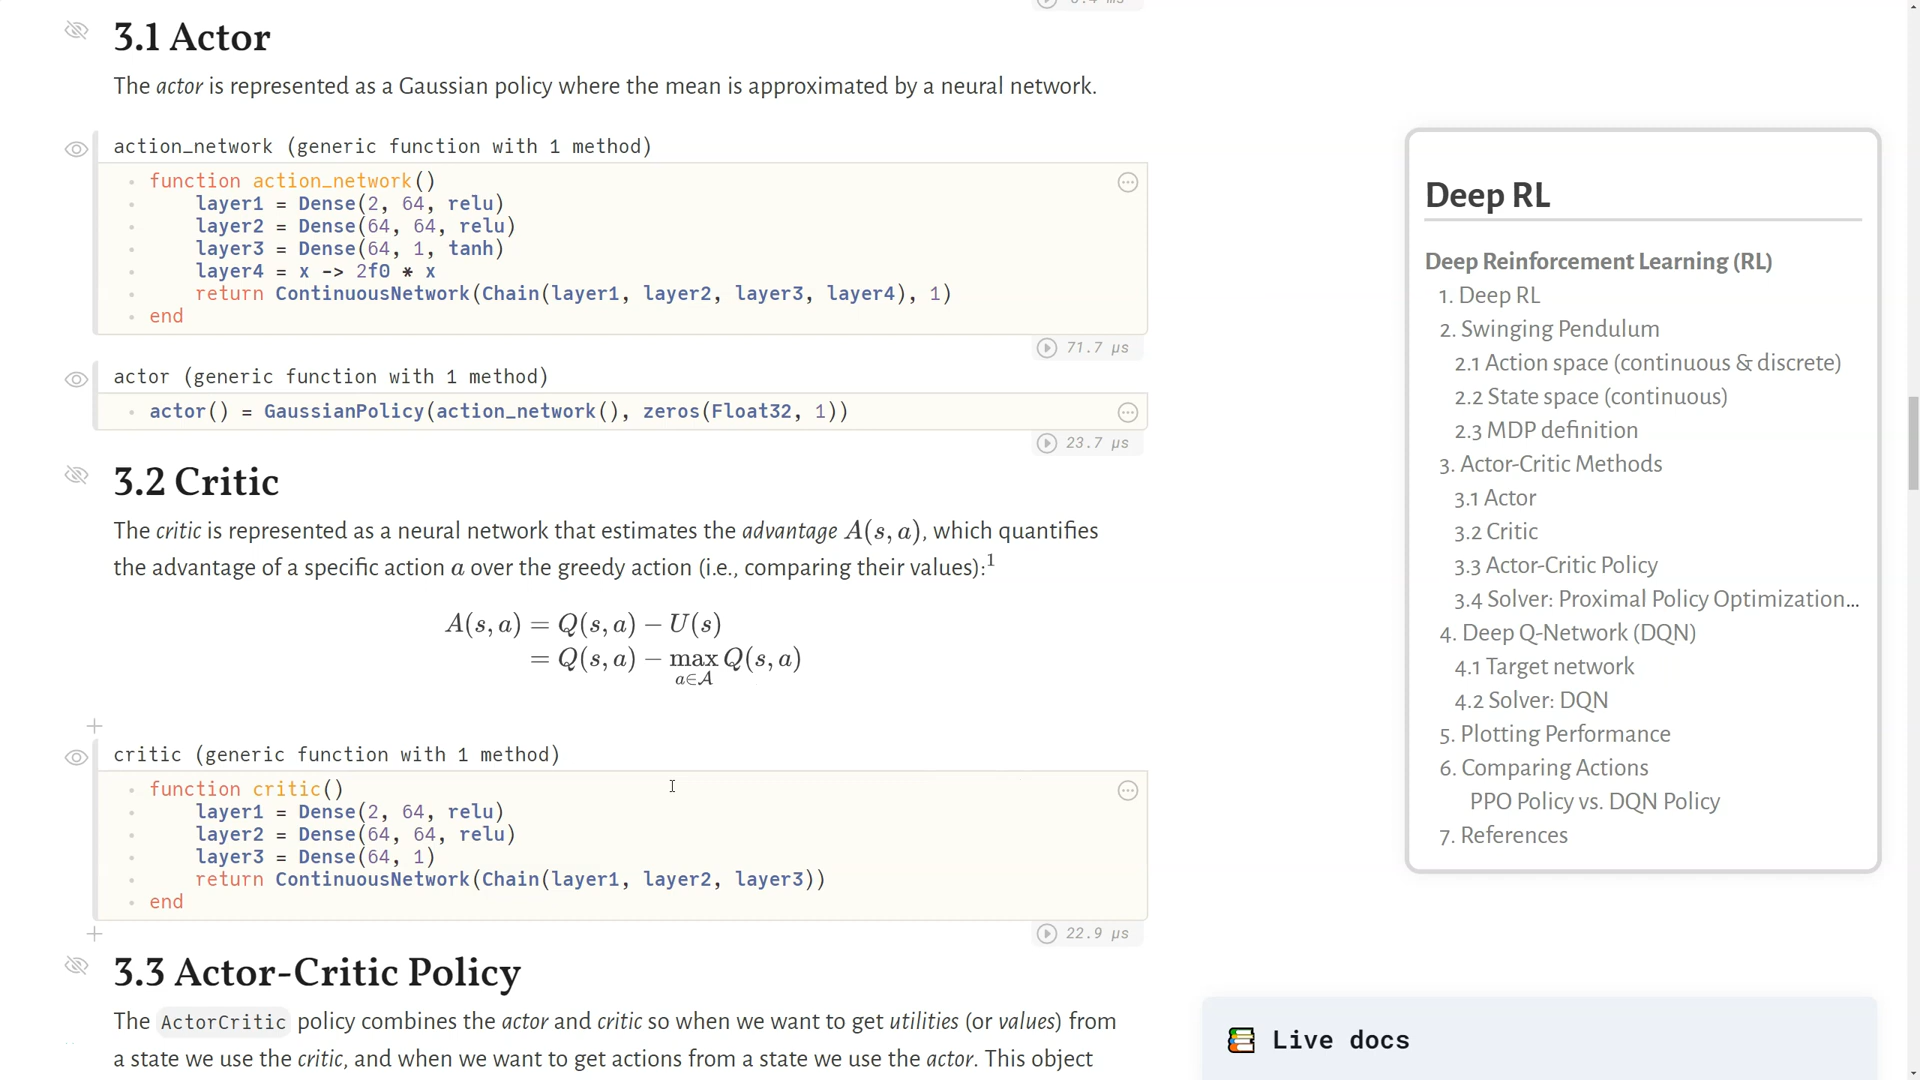 3.1 Actor
The actor is represented as a Gaussian policy where the mean is approximated by a neural network.
action_network (generic function with 1 method)
function action_network()
layer1 = Dense(2, 64, relu)
layer2 = Dense(64, 64, relu)
layer3 = Dense(64, 1, tanh)
layer4 = x -> 2f0 * x
return ContinuousNetwork(Chain(layer1, layer2, layer3, layer4), 1)
end
71.7 μs
actor (generic function with 1 method)
actor() = GaussianPolicy(action_network(), zeros(Float32, 1))
23.7 μs
3.2 Critic
The critic is represented as a neural network that estimates the advantage A(s, a), which quantifies
the advantage of a specific action a over the greedy action (i.e., comparing their values):¹
A(s, a) = Q(s, a) − U(s)
= Q(s, a) − max Q(s, a)
a∈𝒜
critic (generic function with 1 method)
function critic()
layer1 = Dense(2, 64, relu)
layer2 = Dense(64, 64, relu)
layer3 = Dense(64, 1)
return ContinuousNetwork(Chain(layer1, layer2, layer3))
end
22.9 μs
3.3 Actor-Critic Policy
The ActorCritic policy combines the actor and critic so when we want to get utilities (or values) from
a state we use the critic, and when we want to get actions from a state we use the actor. This object
Deep RL
Deep Reinforcement Learning (RL)
1. Deep RL
2. Swinging Pendulum
2.1 Action space (continuous & discrete)
2.2 State space (continuous)
2.3 MDP definition
3. Actor-Critic Methods
3.1 Actor
3.2 Critic
3.3 Actor-Critic Policy
3.4 Solver: Proximal Policy Optimization...
4. Deep Q-Network (DQN)
4.1 Target network
4.2 Solver: DQN
5. Plotting Performance
6. Comparing Actions
PPO Policy vs. DQN Policy
7. References
Live docs